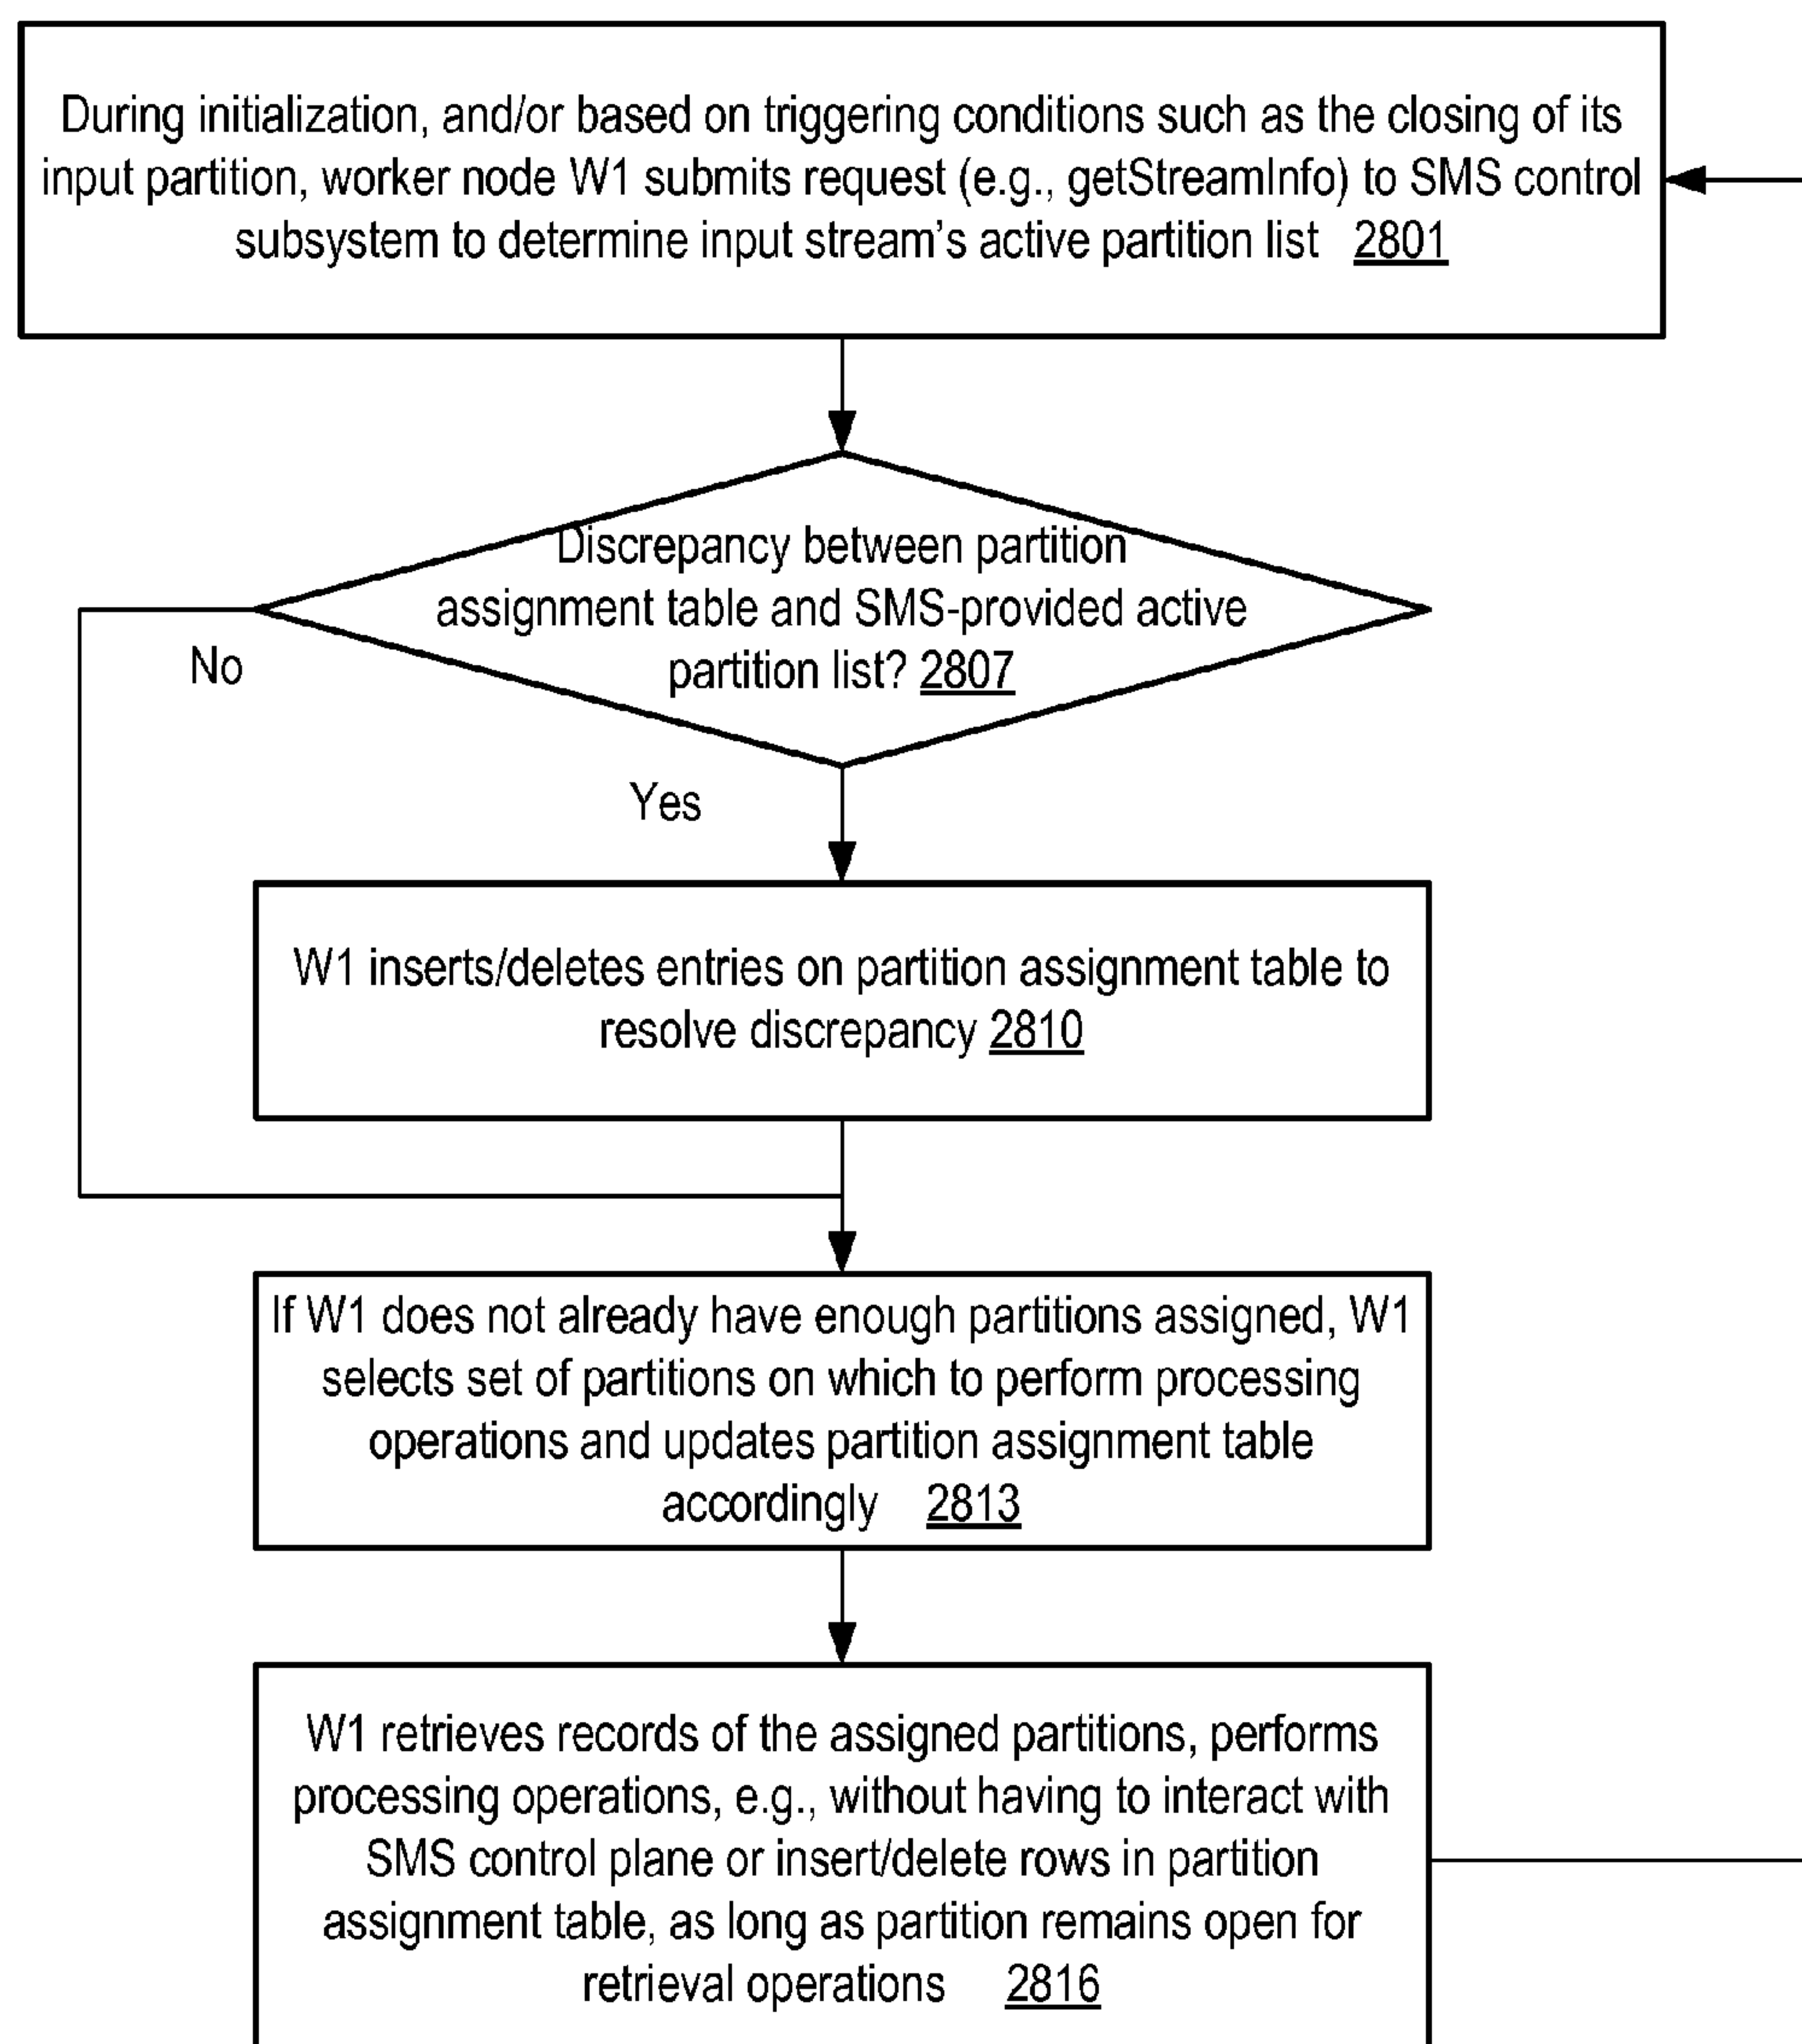 During initialization, and/or based on triggering conditions such as the closing of its
input partition, worker node W1 submits request (e.g., getStreamInfo) to SMS control
subsystem to determine input stream’s active partition list 2801
Discrepancy between partition
assignment table and SMS-provided active
partition list? 2807
No
Yes
W1 inserts/deletes entries on partition assignment table to
resolve discrepancy 2810
If W1 does not already have enough partitions assigned, W1
selects set of partitions on which to perform processing
operations and updates partition assignment table
accordingly 2813
W1 retrieves records of the assigned partitions, performs
processing operations, e.g., without having to interact with
SMS control plane or insert/delete rows in partition
assignment table, as long as partition remains open for
retrieval operations 2816